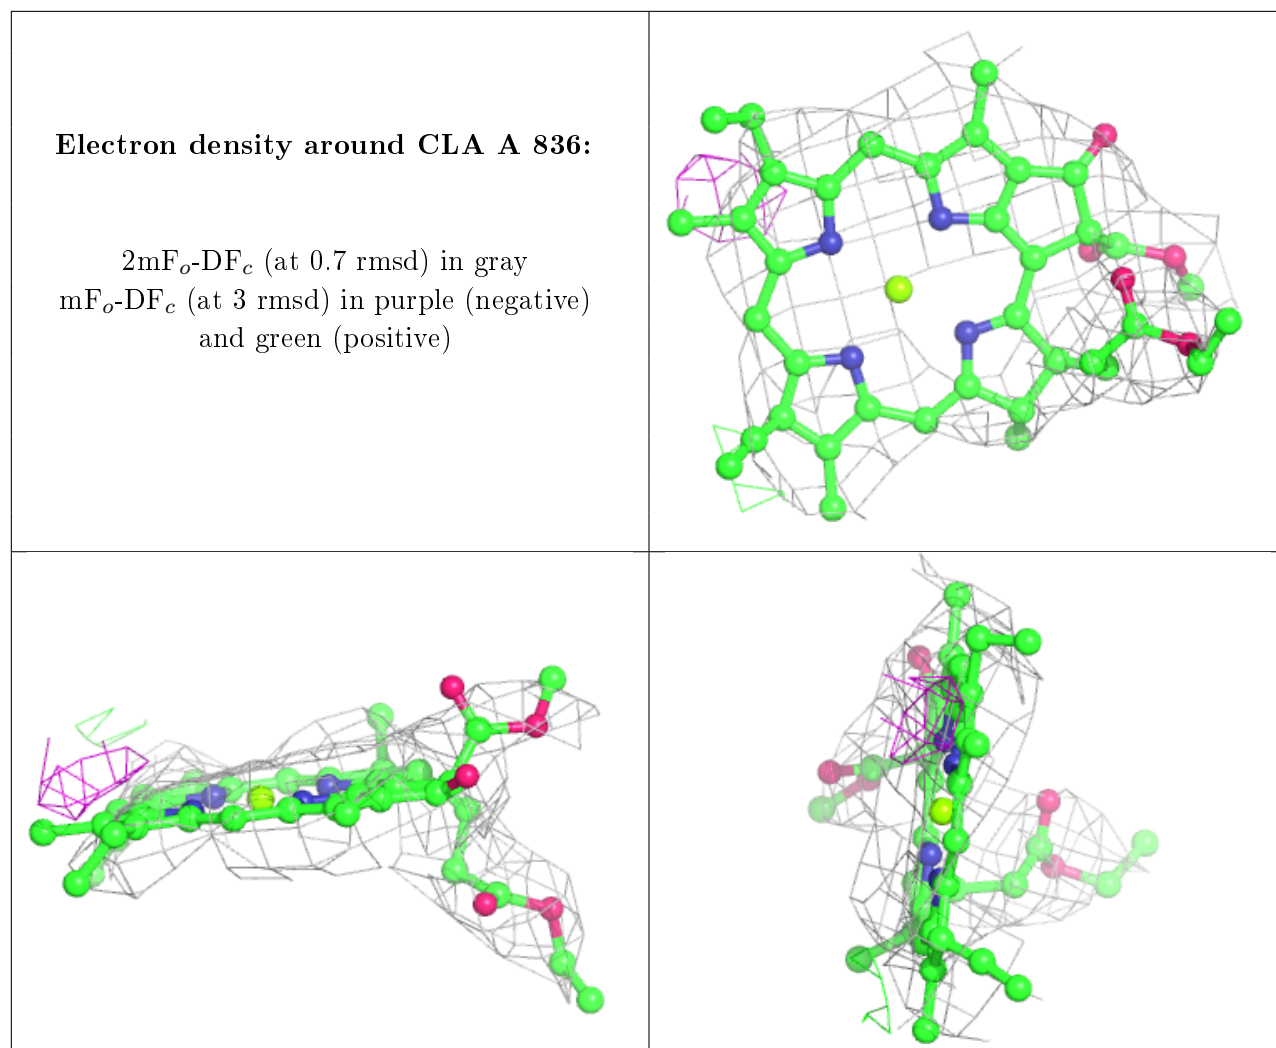 Electron density around CLA A 836:
2mFo-DFc (at 0.7 rmsd) in gray
mFo-DFc (at 3 rmsd) in purple (negative)
and green (positive)